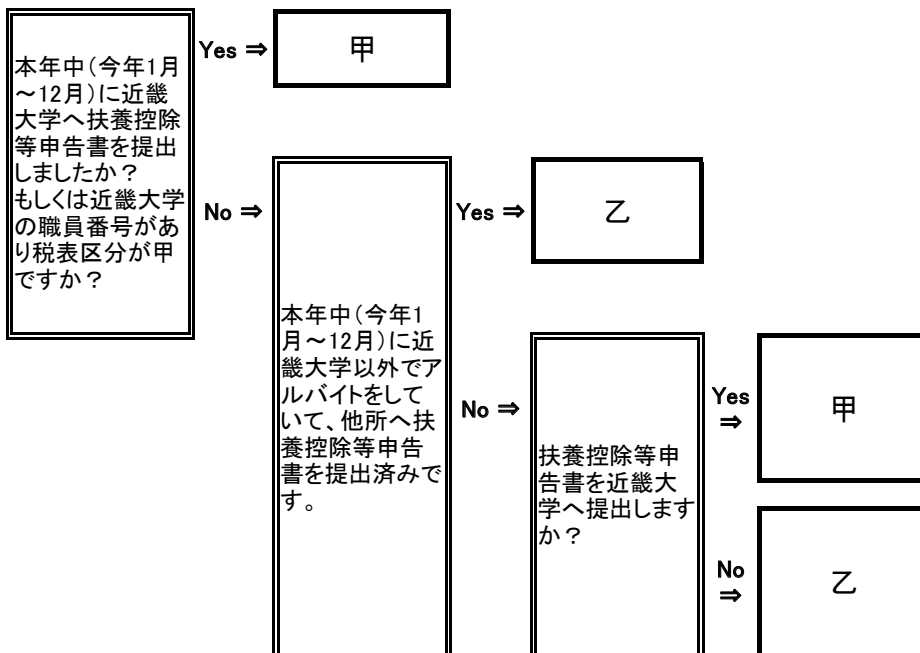 本年中（今年1月
～12月）に近畿
大学へ扶養控除
等申告書を提出
しましたか？
もしくは近畿大学
の職員番号があ
り税表区分が甲
ですか？
Yes ⇒
甲
No ⇒
本年中（今年1
月～12月）に近
畿大学以外でア
ルバイトをして
いて、他所へ扶
養控除等申告
書を提出済みで
す。
Yes ⇒
乙
No ⇒
扶養控除等申
告書を近畿大
学へ提出します
か？
Yes
⇒
甲
No
⇒
乙